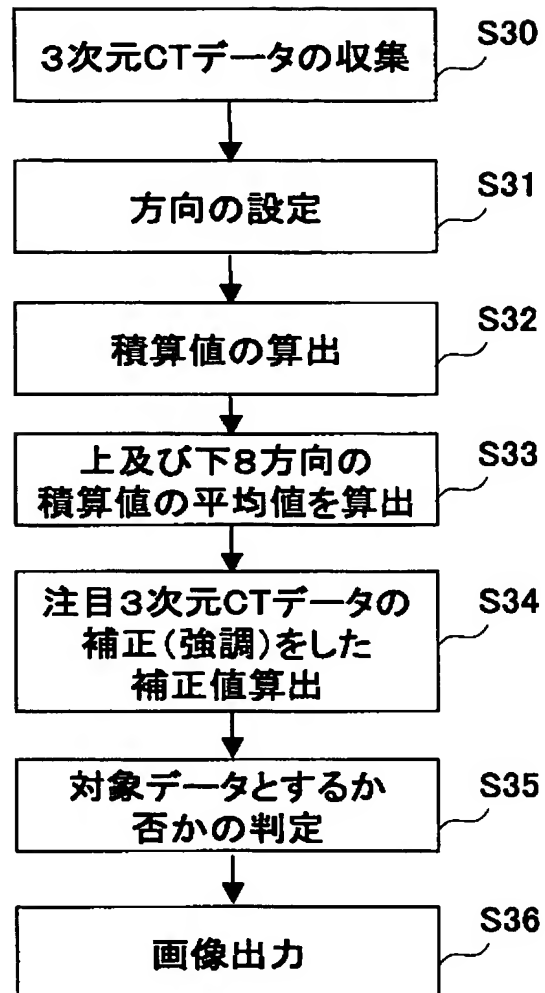 3次元CTデータの収集
S30
方向の設定
S31
積算値の算出
S32
上及び下8方向の
積算値の平均値を算出
S33
注目3次元CTデータの
補正(強調)をした
補正値算出
S34
対象データとするか
否かの判定
S35
画像出力
S36